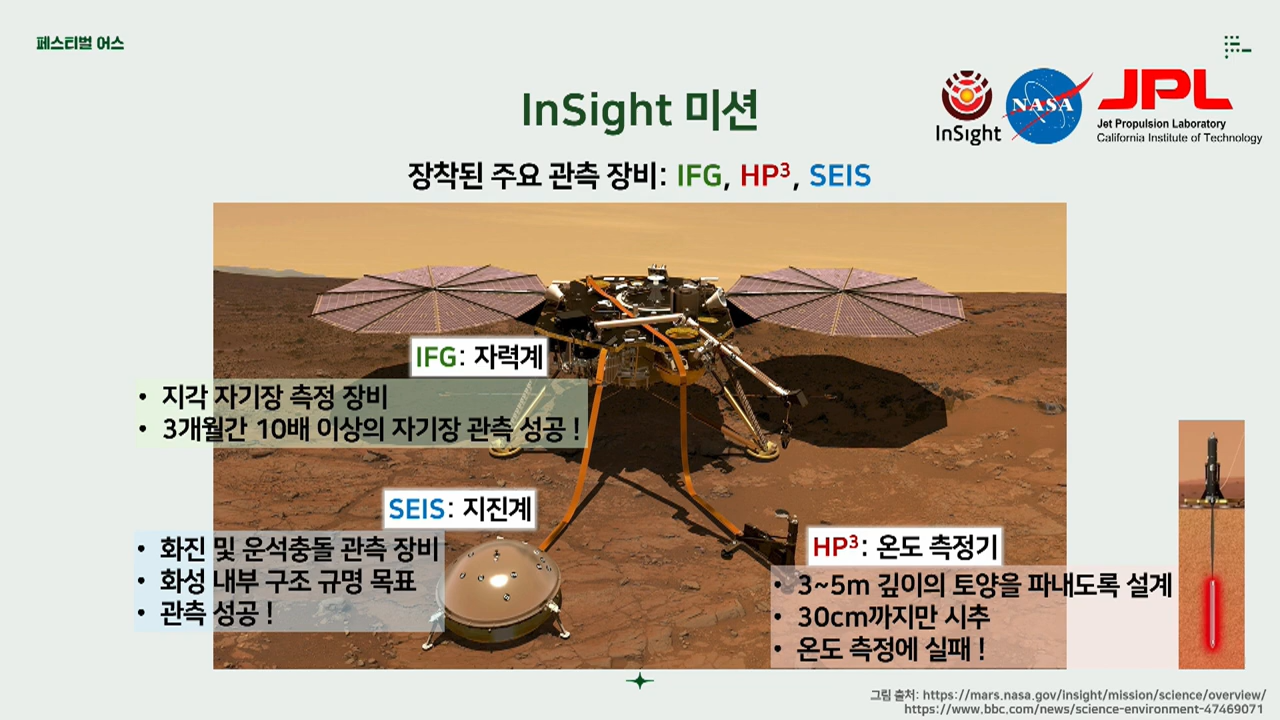 페스티벌 어스
InSight 미션
InSight
NASA
JPL
Jet Propulsion Laboratory
California Institute of Technology
장착된 주요 관측 장비: IFG, HP³, SEIS
IFG: 자력계
• 지각 자기장 측정 장비
• 3개월간 10배 이상의 자기장 관측 성공 !
SEIS: 지진계
• 화진 및 운석충돌 관측 장비
• 화성 내부 구조 규명 목표
• 관측 성공 !
HP³: 온도 측정기
• 3~5m 깊이의 토양을 파내도록 설계
• 30cm까지만 시추
• 온도 측정에 실패 !
그림 출처: https://mars.nasa.gov/insight/mission/science/overview/
https://www.bbc.com/news/science-environment-47469071